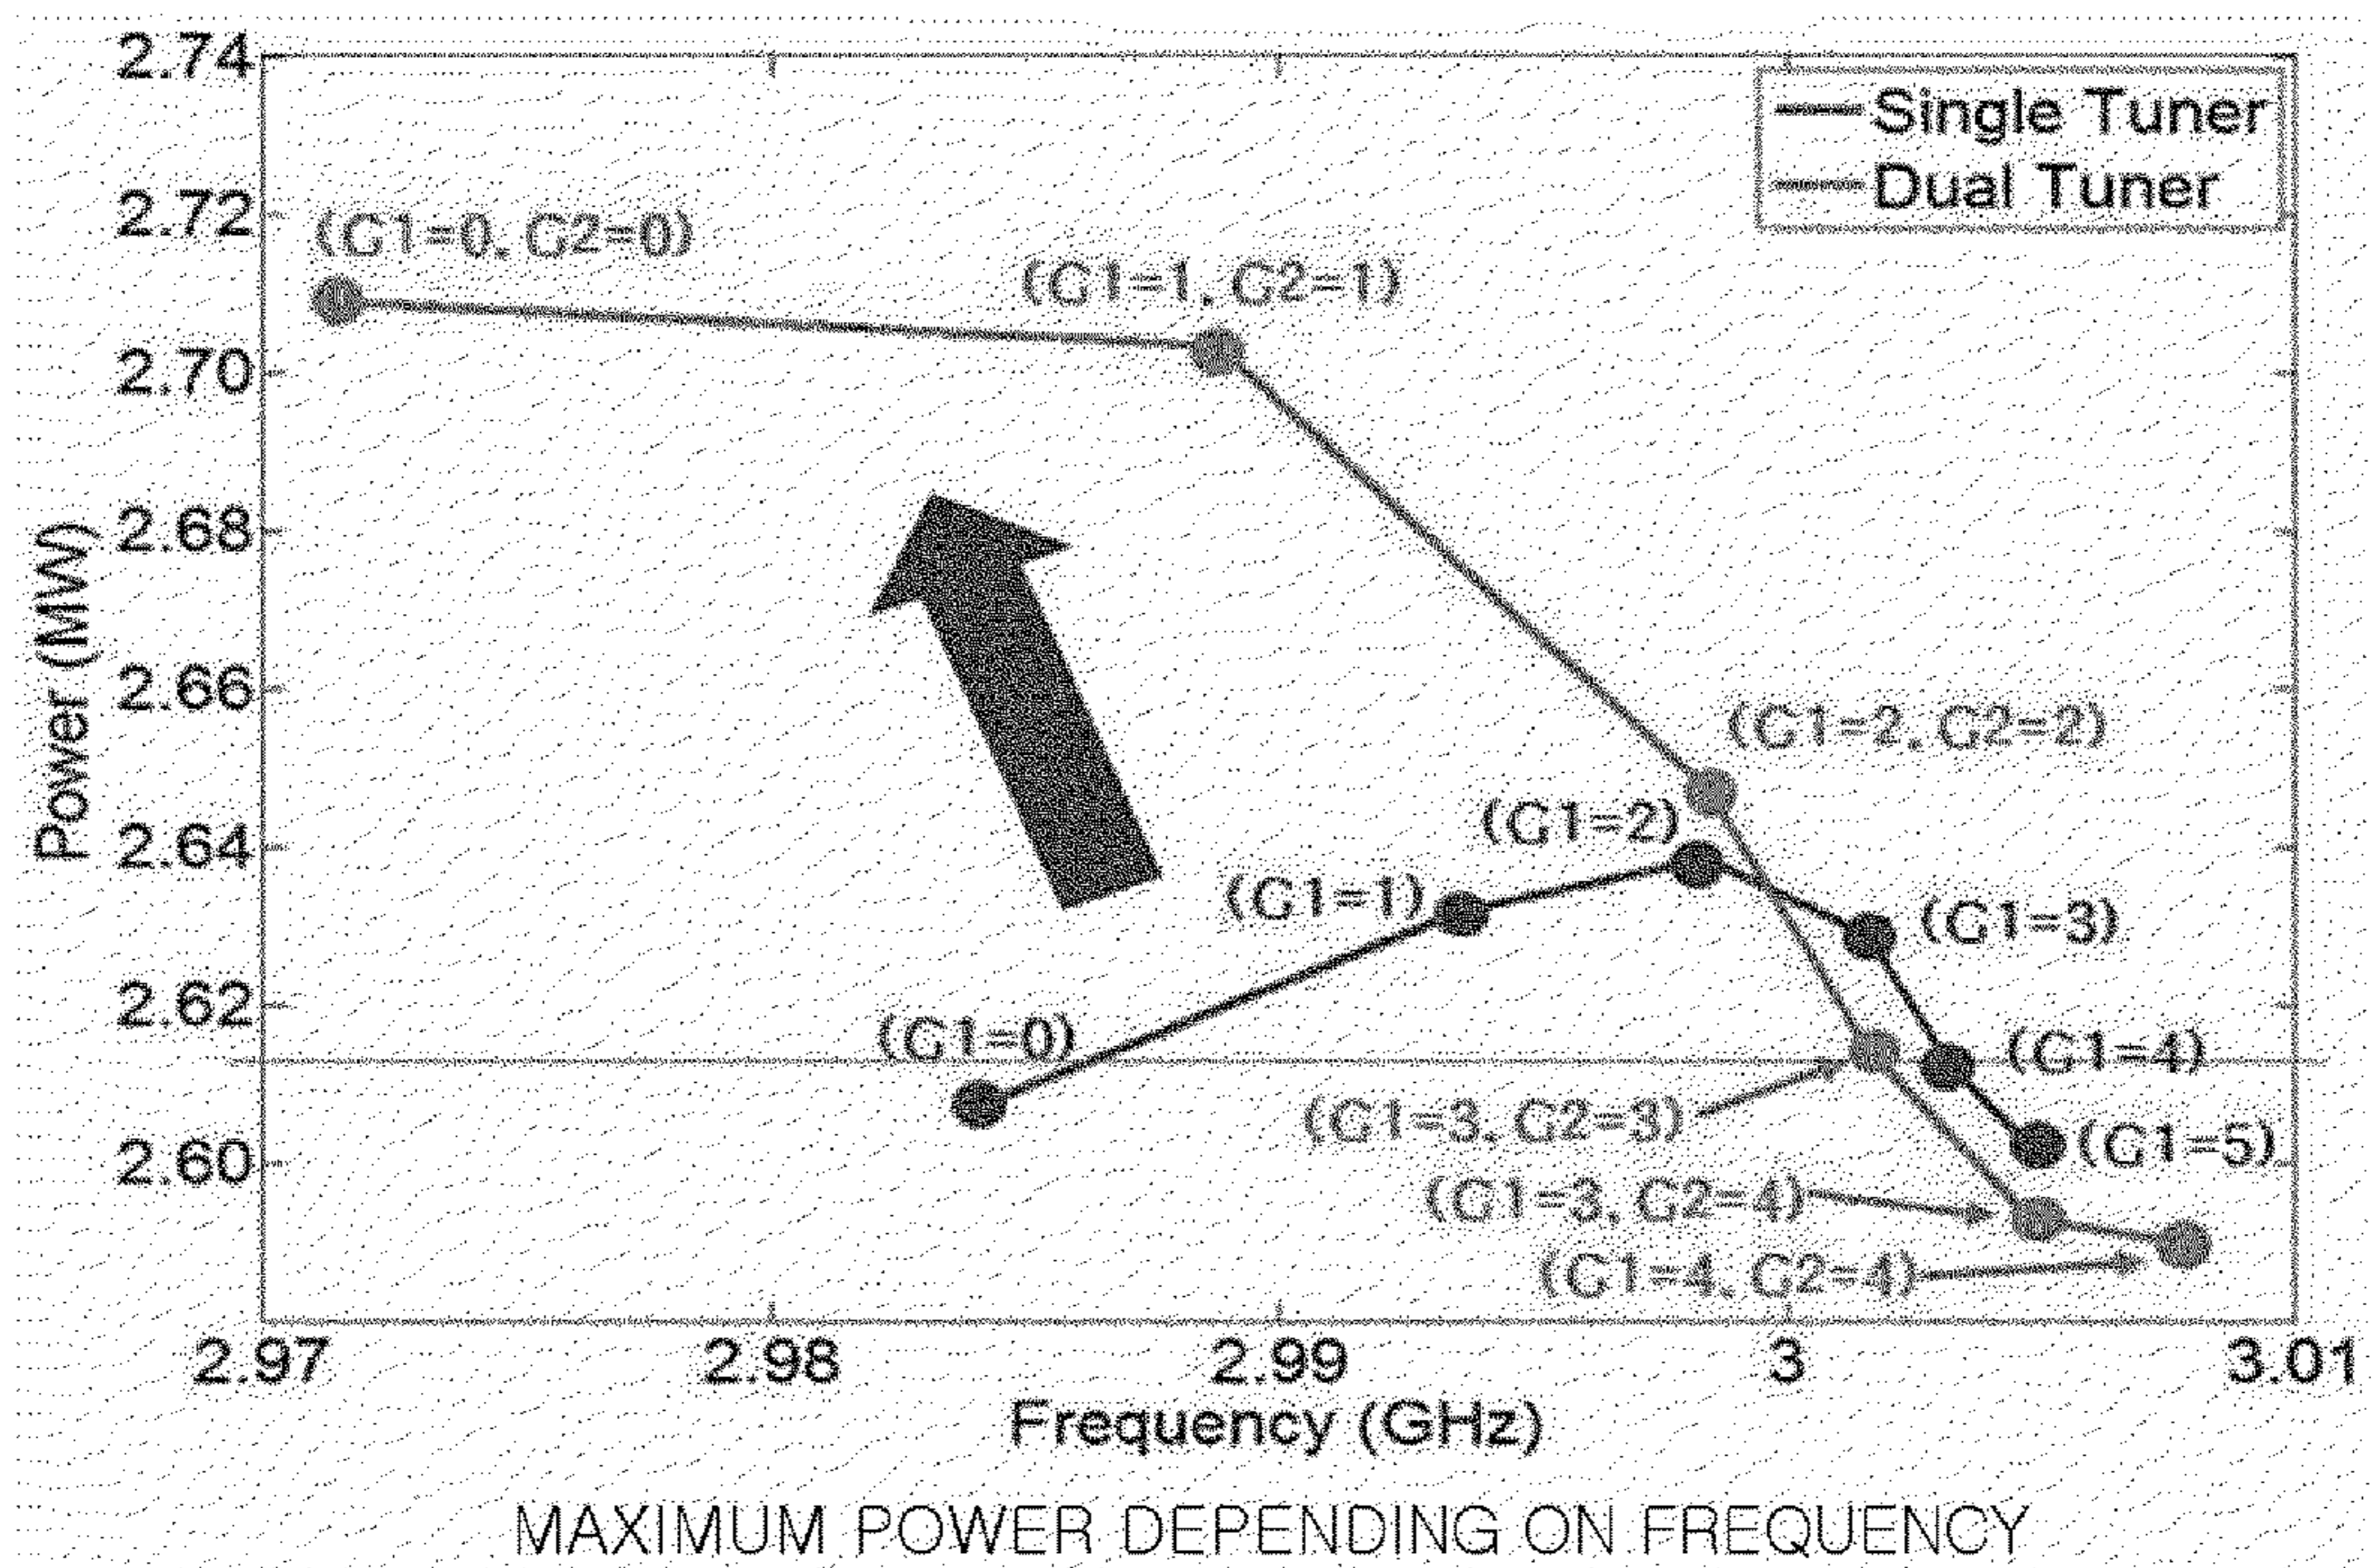 2.74
Single Tuner
Dual Tuner
2.72
(G1=0, G2=0)
(G1=1, G2=1)
2.70
2.68
Power (MW)
2.66
(G1=2, G2=2)
2.64
(G1=2)
(G1=1)
(G1=3)
2.62
(G1=0)
(G1=4)
(G1=3, G2=3)
(G1=5)
2.60
(G1=3, G2=4)
(G1=4, G2=4)
2.97 2.98 2.99 3 3.01
Frequency (GHz)
MAXIMUM POWER DEPENDING ON FREQUENCY